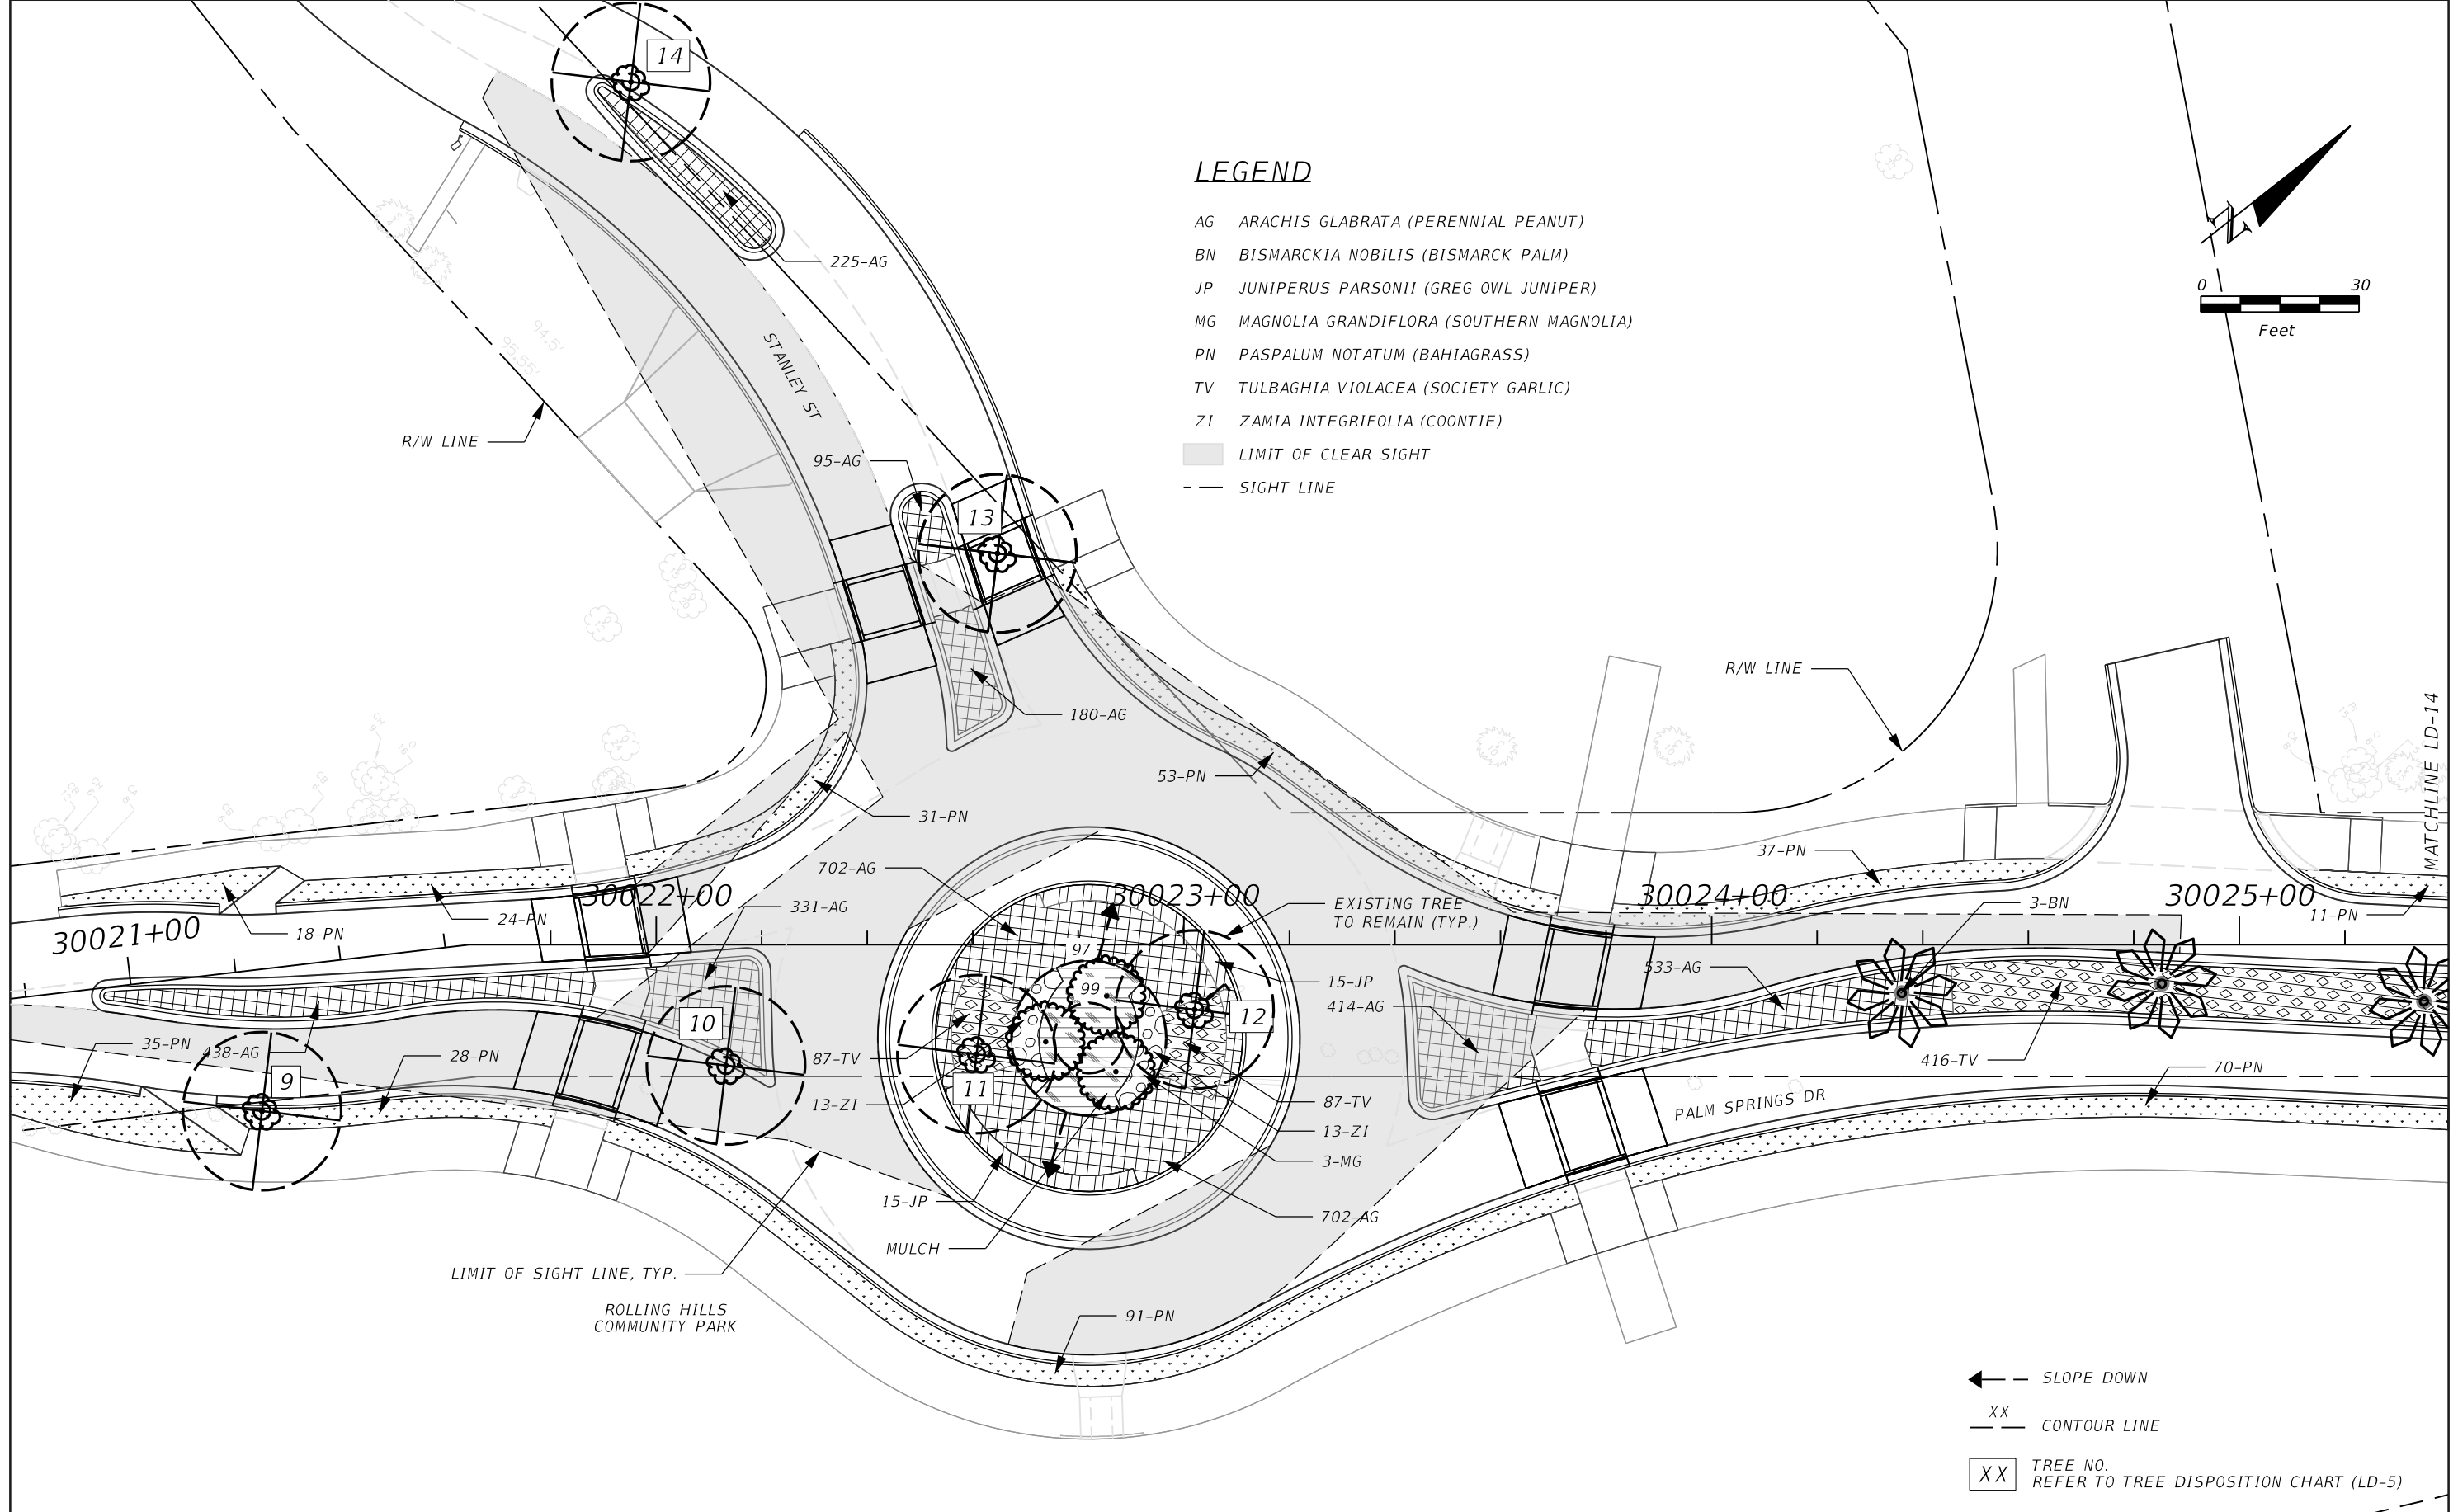 14
LEGEND
AG ARACHIS GLABRATA (PERENNIAL PEANUT)
BN BISMARCKIA NOBILIS (BISMARCK PALM)
JP JUNIPERUS PARSONII (GREG OWL JUNIPER)
MG MAGNOLIA GRANDIFLORA (SOUTHERN MAGNOLIA)
PN PASPALUM NOTATUM (BAHIAGRASS)
TV TULBAGHIA VIOLACEA (SOCIETY GARLIC)
ZI ZAMIA INTEGRIFOLIA (COONTIE)
LIMIT OF CLEAR SIGHT
SIGHT LINE
N
0 30
Feet
225-AG
94.5'
95.55'
STANLEY ST
R/W LINE
95-AG
13
180-AG
R/W LINE
53-PN
MATCHLINE LD-14
31-PN
37-PN
702-AG
30022+00
30023+00
30024+00
30025+00
331-AG
EXISTING TREE
TO REMAIN (TYP.)
3-BN
11-PN
24-PN
18-PN
30021+00
97
99
15-JP
533-AG
414-AG
10
12
35-PN
438-AG
28-PN
87-TV
416-TV
70-PN
9
11
13-ZI
87-TV
PALM SPRINGS DR
13-ZI
3-MG
15-JP
702-AG
MULCH
LIMIT OF SIGHT LINE, TYP.
ROLLING HILLS
COMMUNITY PARK
91-PN
SLOPE DOWN
XX
CONTOUR LINE
XX
TREE NO.
REFER TO TREE DISPOSITION CHART (LD-5)